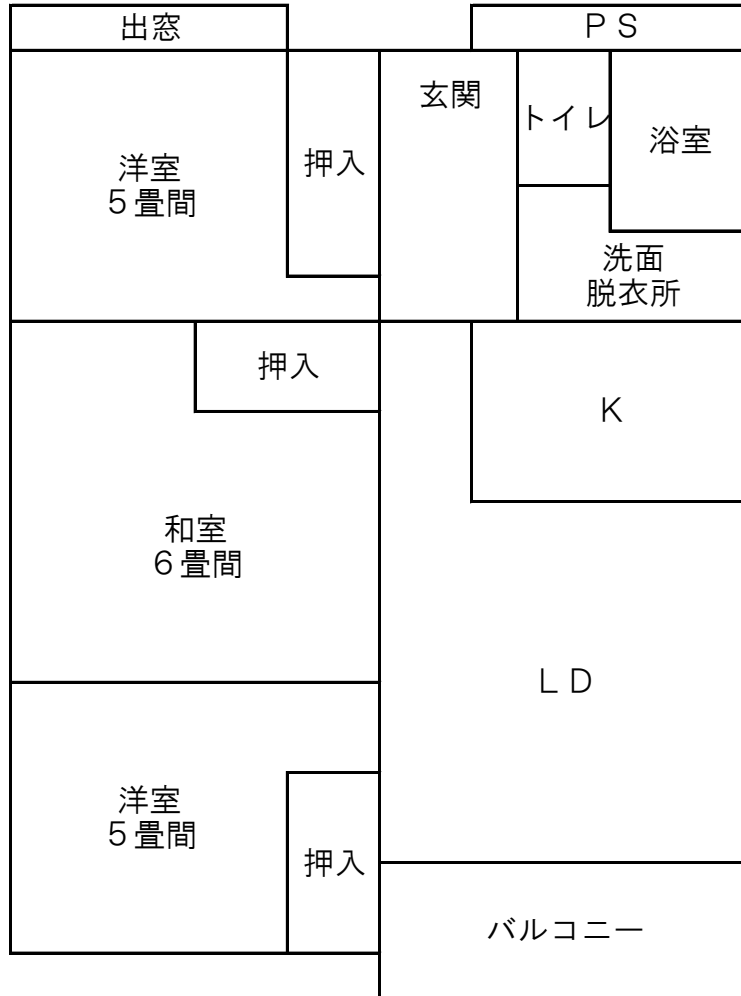 出窓
ＰＳ
玄関
トイレ
浴室
洋室
５畳間
押入
洗面
脱衣所
押入
Ｋ
和室
６畳間
ＬＤ
洋室
５畳間
押入
バルコニー